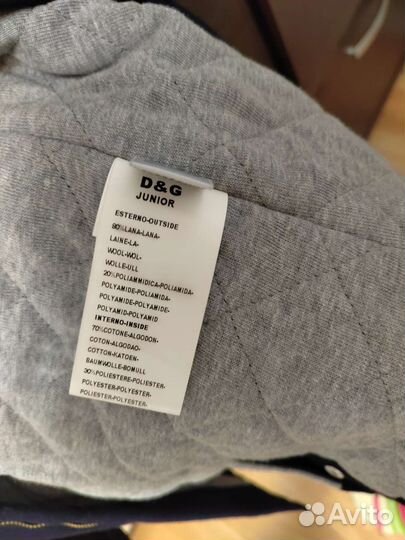 D&G
JUNIOR
ESTERNO-OUTSIDE
80%LANA-LANA-
LAINE-LA-
WOOL-WOL-
WOLLE-ULL
20%POLIAMMIDICA-POLIAMIDA-
POLYAMIDE-POLIAMIDA-
POLYAMIDE-POLYAMIDE-
POLYAMID-POLYAMID
INTERNO-INSIDE
70%COTONE-ALGODON-
COTON-ALGODAO-
COTTON-KATOEN-
BAUMWOLLE-BOMULL
30%POLIESTERE-POLIESTER-
POLYESTER-POLYESTER-
POLIESTER-POLYESTER-
Avito